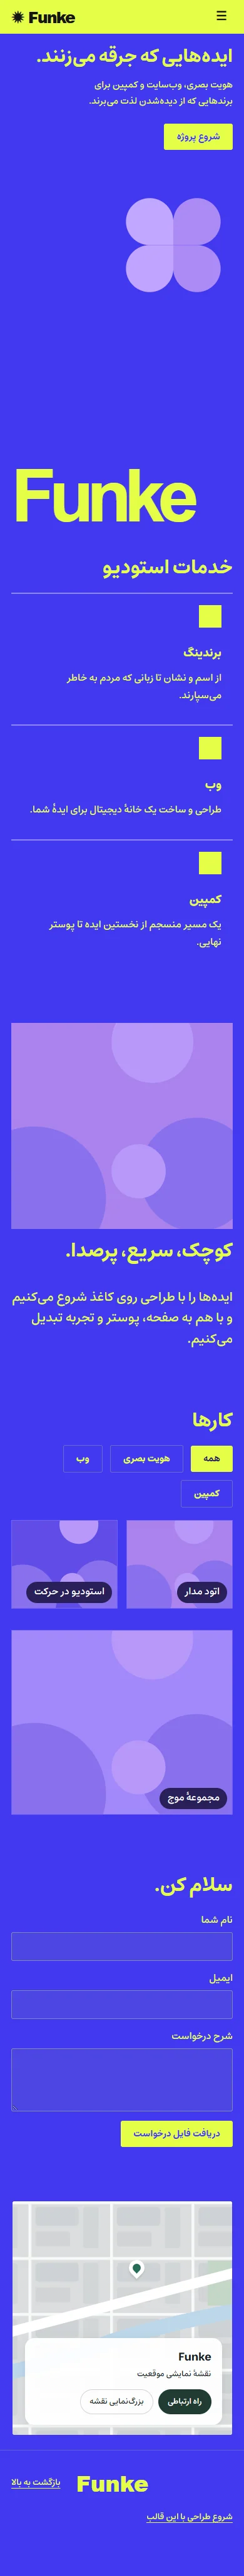 Funke
ایده‌هایی که جرقه می‌زنند.
هویت بصری، وب‌سایت و کمپین برای
برندهایی که از دیده‌شدن لذت می‌برند.
شروع پروژه
Funke
خدمات استودیو
برندینگ
از اسم و نشان تا زبانی که مردم به خاطر
می‌سپارند.
وب
طراحی و ساخت یک خانهٔ دیجیتال برای ایدهٔ شما.
کمپین
یک مسیر منسجم از نخستین ایده تا پوستر
نهایی.
کوچک، سریع، پرصدا.
ایده‌ها را با طراحی روی کاغذ شروع می‌کنیم
و با هم به صفحه، پوستر و تجربه تبدیل
می‌کنیم.
کارها
همه
هویت بصری
وب
کمپین
اتود مدار
استودیو در حرکت
مجموعهٔ موج
سلام کن.
نام شما
ایمیل
شرح درخواست
دریافت فایل درخواست
Funke
نقشهٔ نمایشی موقعیت
راه ارتباطی
بزرگ‌نمایی نقشه
Funke
بازگشت به بالا
شروع طراحی با این قالب